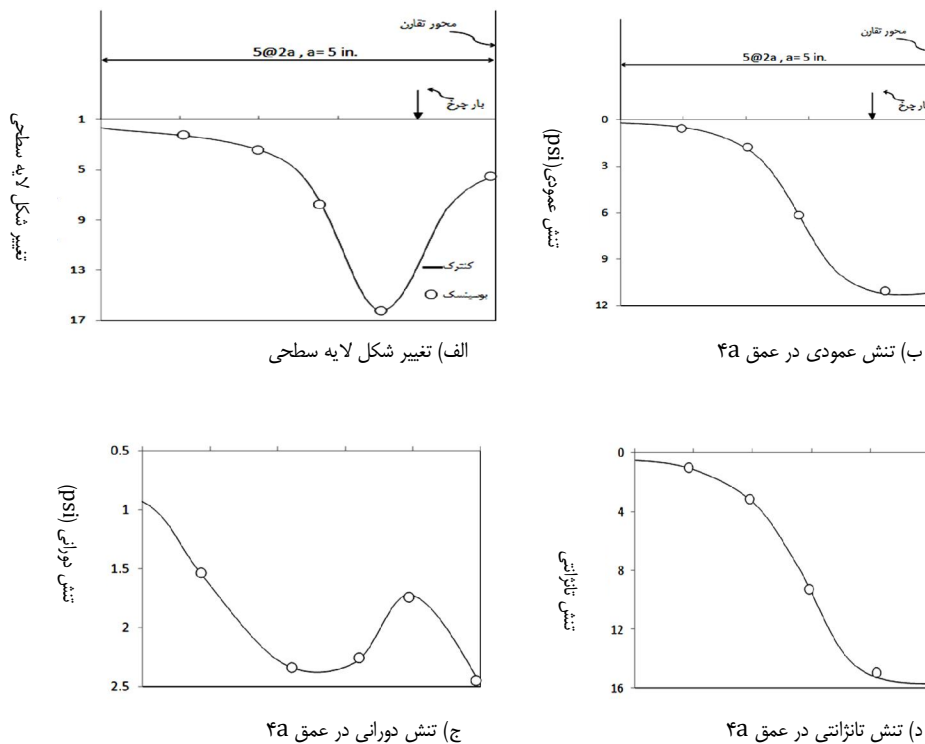 محور تقارن
5@2a , a= 5 in.
بار چرخ
1
5
9
13
17
تغییر شکل لایه سطحی
کنترک
بوسینسک
الف) تغییر شکل لایه سطحی
محور تقارن
5@2a , a= 5 in.
بار چرخ
0
3
6
9
12
تنش عمودی(psi)
ب) تنش عمودی در عمق ۴a
0.5
1
1.5
2
2.5
تنش دورانی (psi)
ج) تنش دورانی در عمق ۴a
0
4
8
12
16
تنش تانژانتی
د) تنش تانژانتی در عمق ۴a